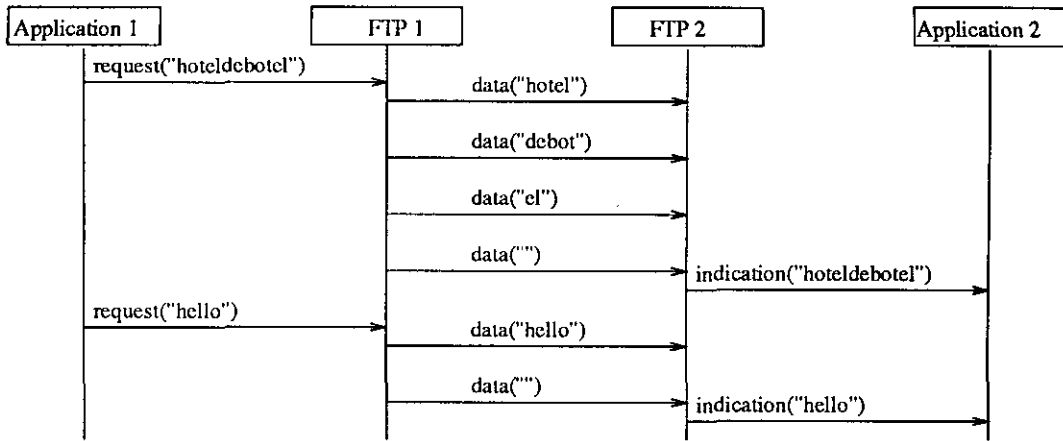 Application 1 FTP 1 FTP 2 Application 2
request("hoteldebotel")
data("hotel")
data("debot")
data("el")
data("")
indication("hoteldebotel")
request("hello")
data("hello")
data("")
indication("hello")